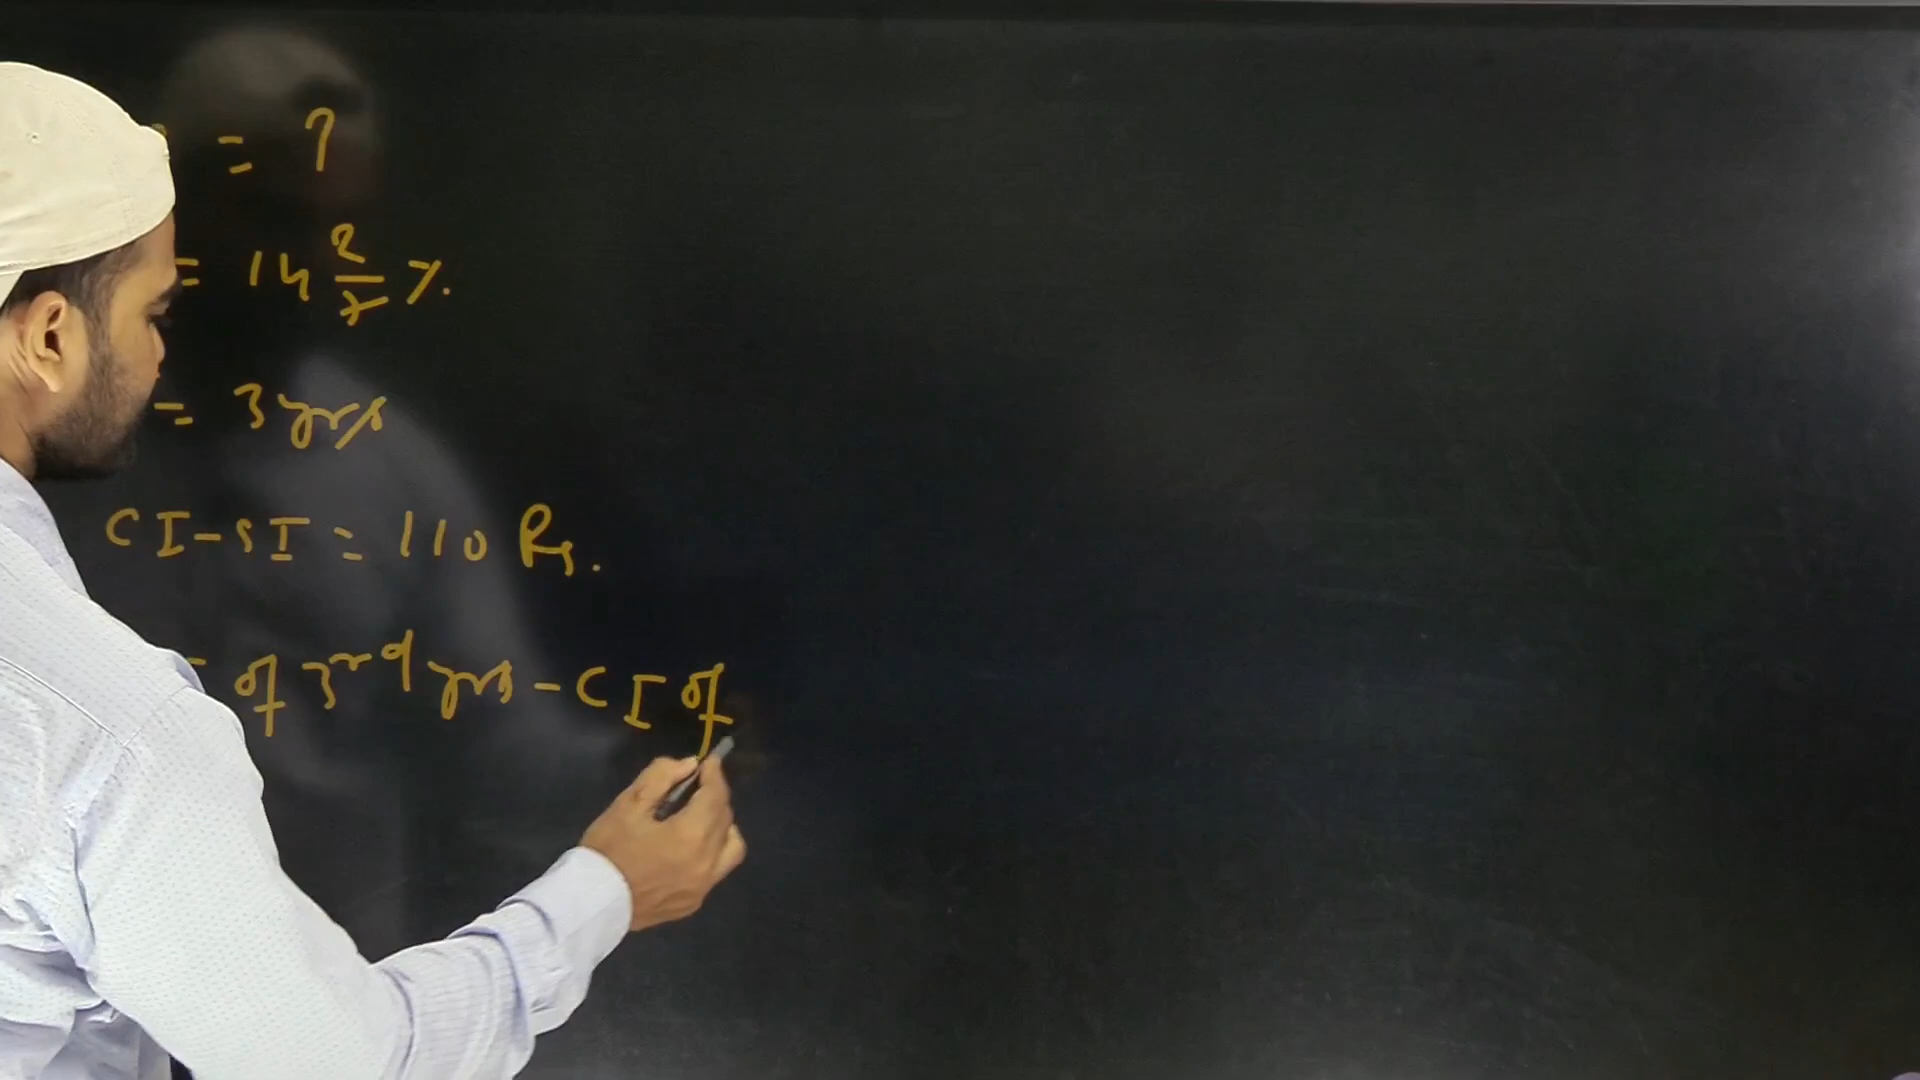 = ?
= 14 2/7 %.
= 3 yrs
CI - SI = 110 Rs.
of 3rd yrs - CI of